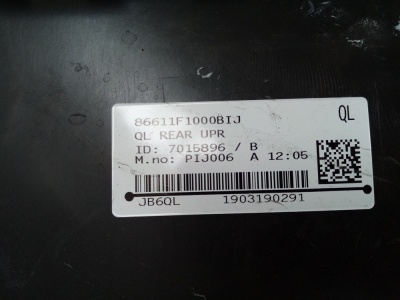 86611F1000BIJ QL
QL REAR UPR
ID: 7015896 / B
M.no: PIJ006 A 12:05
JB6QL 1903190291